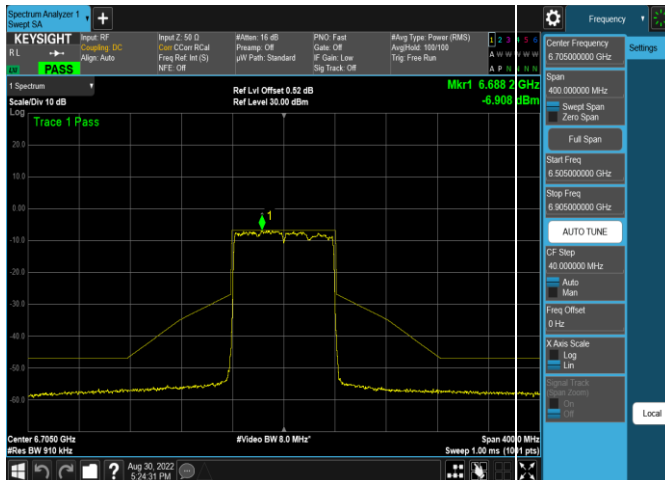 Spectrum Analyzer 1
Swept SA
Frequency
KEYSIGHT
RL
LNI
PASS
Input: RF
Coupling: DC
Align: Auto
Input Z: 50 Ω
Corr CCorr RCal
Freq Ref: Int (S)
NFE: Off
#Atten: 16 dB
Preamp: Off
µW Path: Standard
PNO: Fast
Gate: Off
IF Gain: Low
Sig Track: Off
#Avg Type: Power (RMS)
Avg|Hold: 100/100
Trig: Free Run
1 2 3 4 5 6
A W W W W W
A P N N N N
1 Spectrum
Scale/Div 10 dB
Log
Ref Lvl Offset 0.52 dB
Ref Level 30.00 dBm
Mkr1 6.688 2 GHz
-6.908 dBm
Trace 1 Pass
20.0
10.0
0.00
-10.0
-20.0
-30.0
-40.0
-50.0
-60.0
1
Center 6.7050 GHz
#Res BW 910 kHz
#Video BW 8.0 MHz*
Span 400.0 MHz
Sweep 1.00 ms (1001 pts)
Aug 30, 2022
5:24:31 PM
Center Frequency
6.705000000 GHz
Settings
Span
400.000000 MHz
Swept Span
Zero Span
Full Span
Start Freq
6.505000000 GHz
Stop Freq
6.905000000 GHz
AUTO TUNE
CF Step
40.000000 MHz
Auto
Man
Freq Offset
0 Hz
X Axis Scale
Log
Lin
Signal Track
(Span Zoom)
On
Off
Local